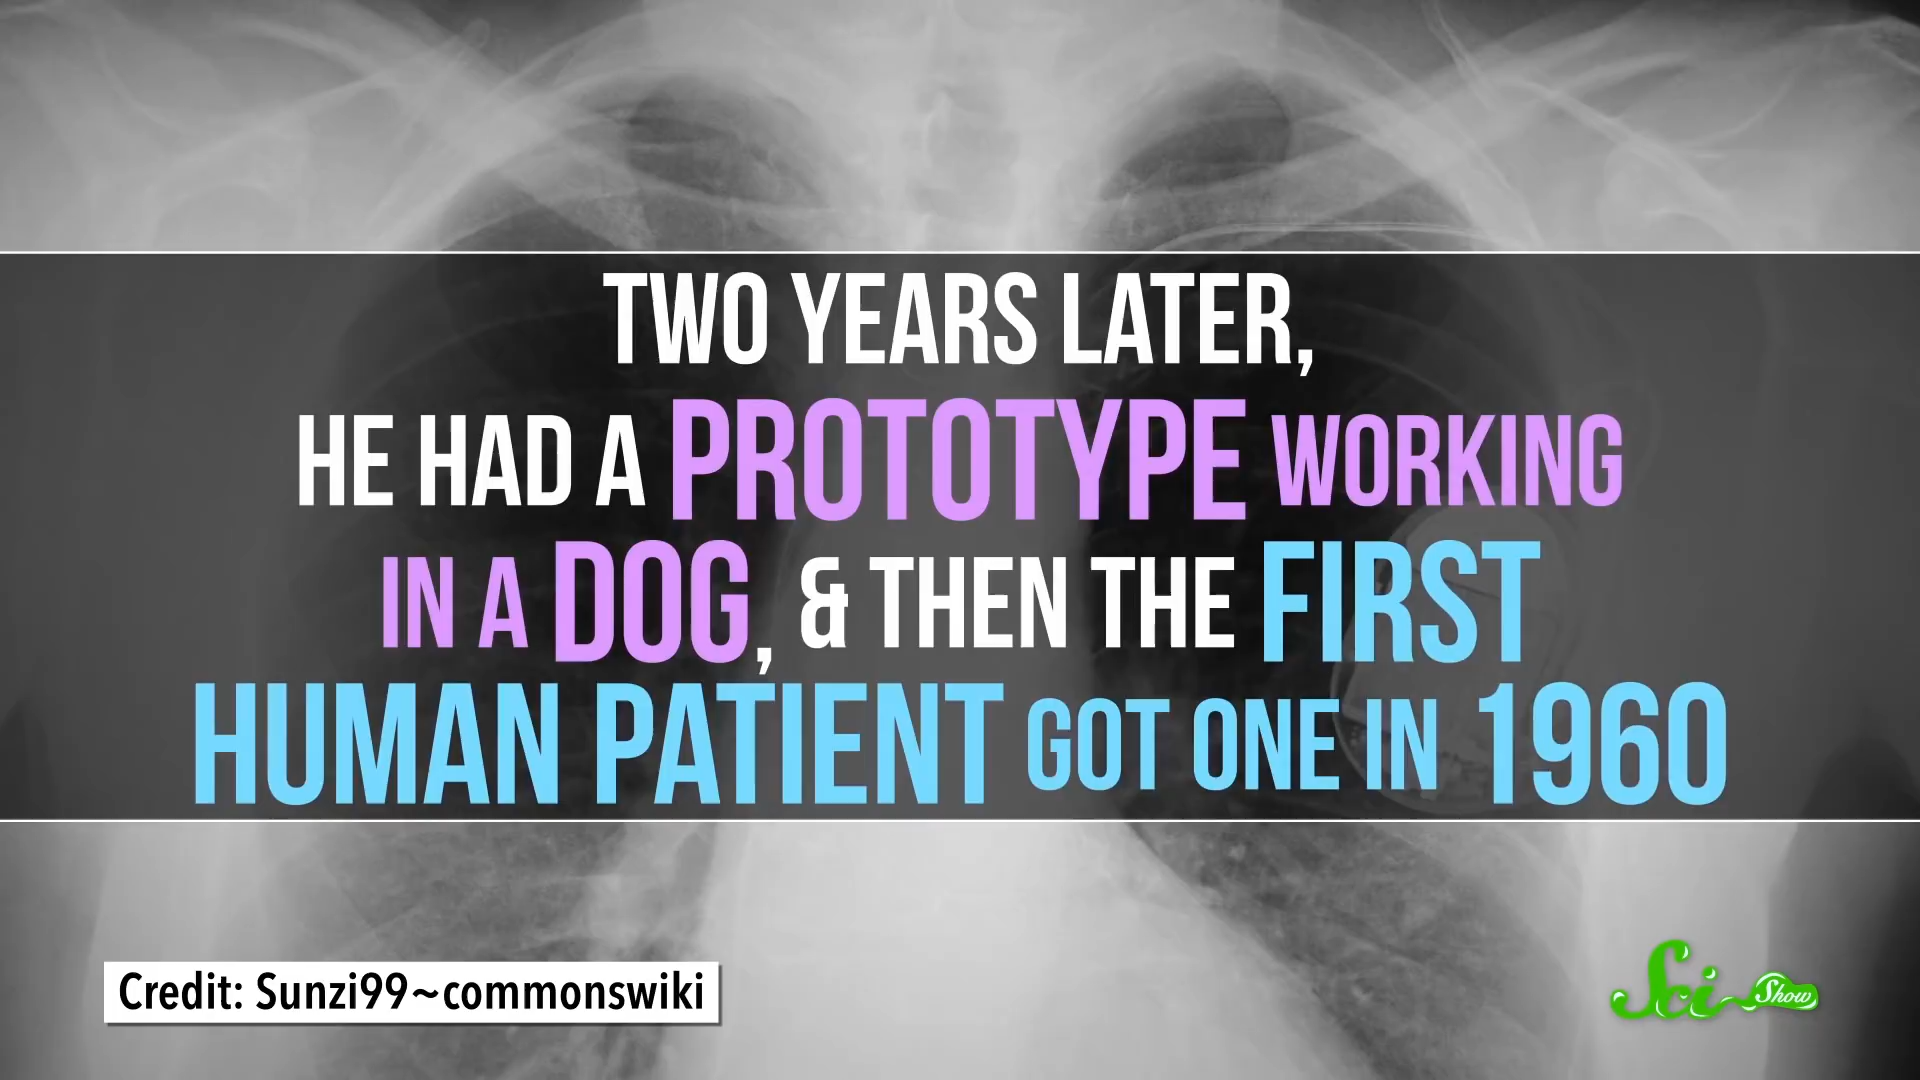 TWO YEARS LATER,
HE HAD A PROTOTYPE WORKING
IN A DOG, & THEN THE FIRST
HUMAN PATIENT GOT ONE IN 1960
Credit: Sunzi99~commonswiki
Sci Show